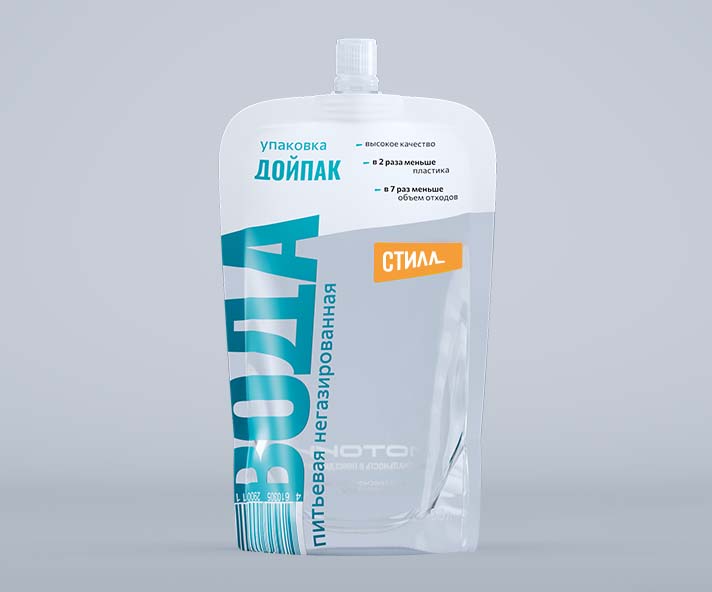 упаковка
ДОЙПАК
– высокое качество
– в 2 раза меньше
пластика
– в 7 раз меньше
объем отходов
СТИЛЛ
ВОДА
питьевая негазированная